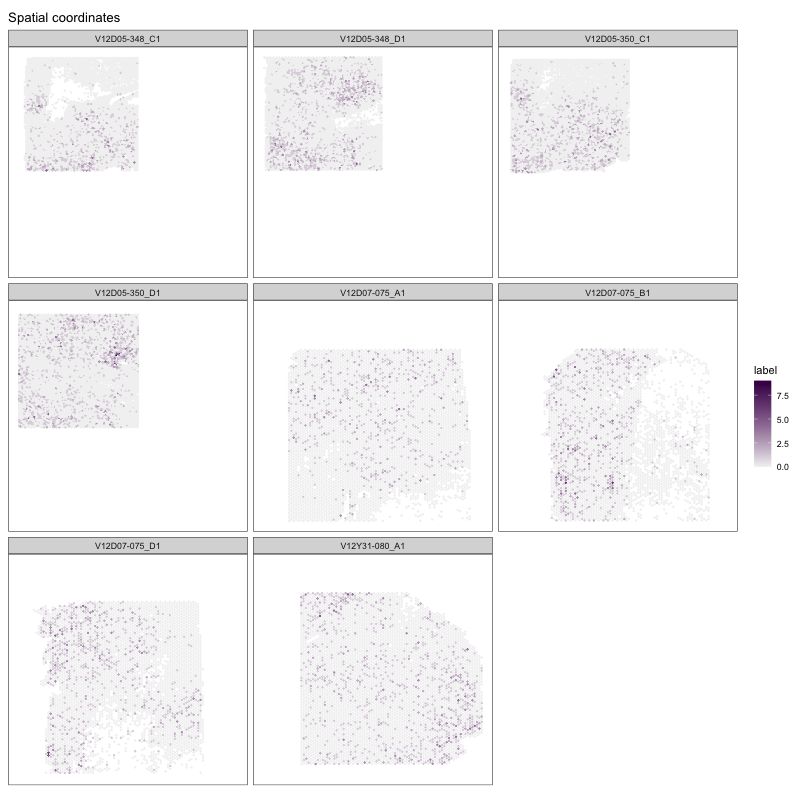 Spatial coordinates
V12D05-348_C1
V12D05-348_D1
V12D05-350_C1
V12D05-350_D1
V12D07-075_A1
V12D07-075_B1
label
7.5
5.0
2.5
0.0
V12D07-075_D1
V12Y31-080_A1